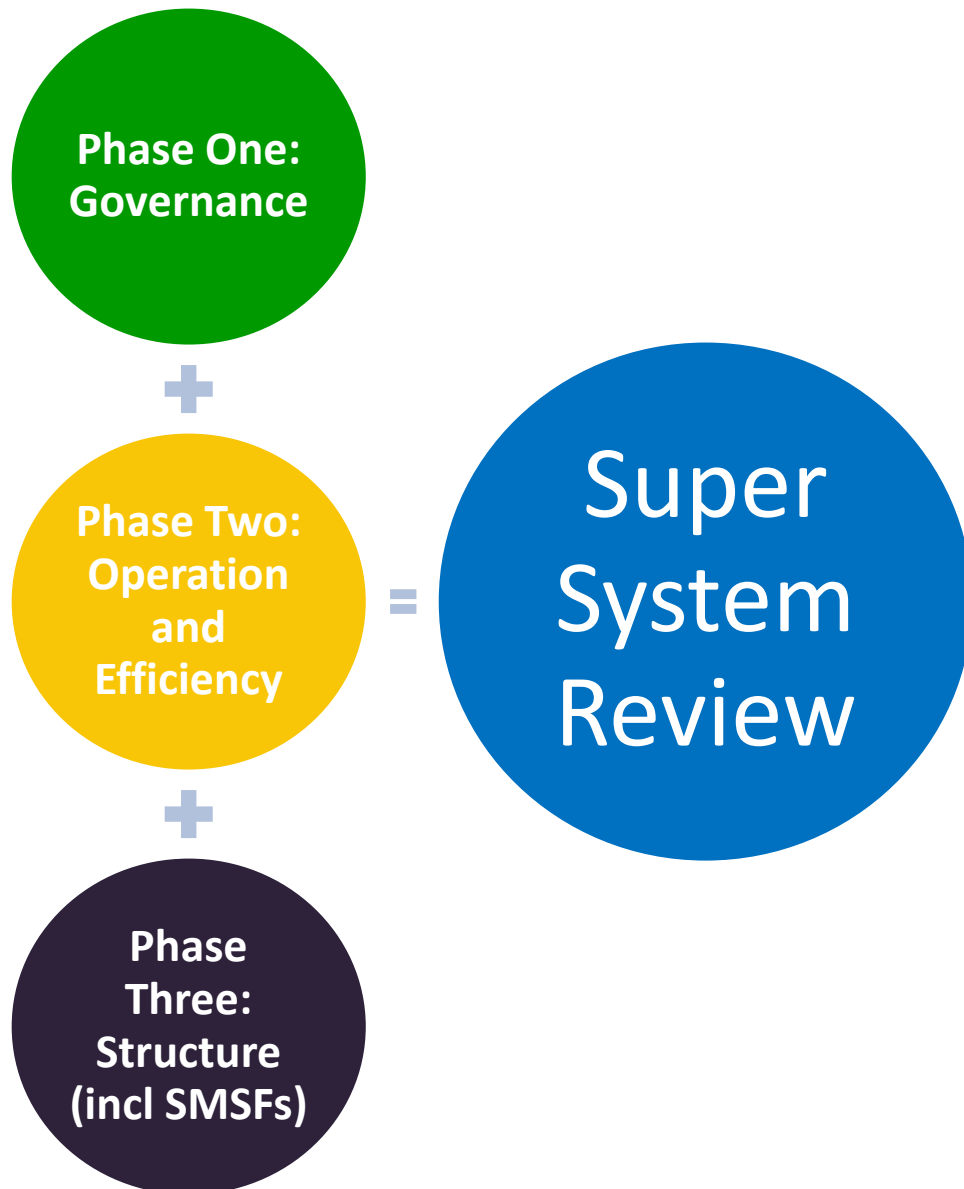 Phase One:
Governance
+
Phase Two:
Operation
and
Efficiency
=
Super
System
Review
+
Phase
Three:
Structure
(incl SMSFs)